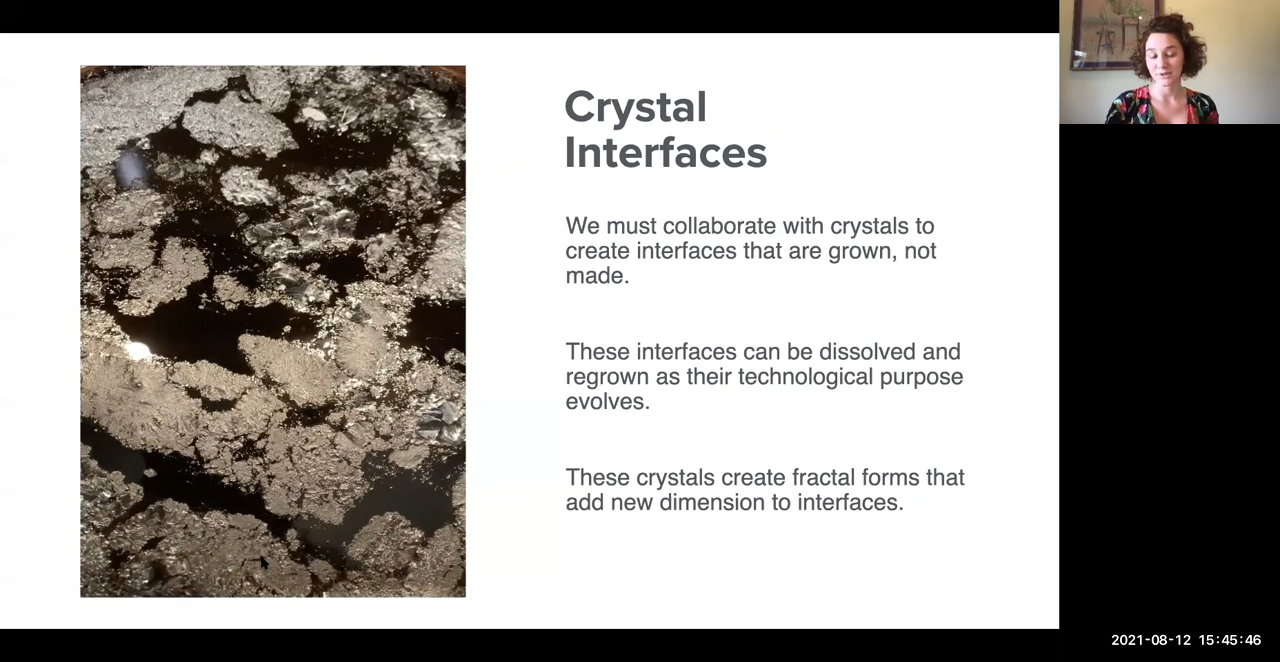 Crystal
Interfaces
We must collaborate with crystals to
create interfaces that are grown, not
made.
These interfaces can be dissolved and
regrown as their technological purpose
evolves.
These crystals create fractal forms that
add new dimension to interfaces.
2021-08-12 15:45:46